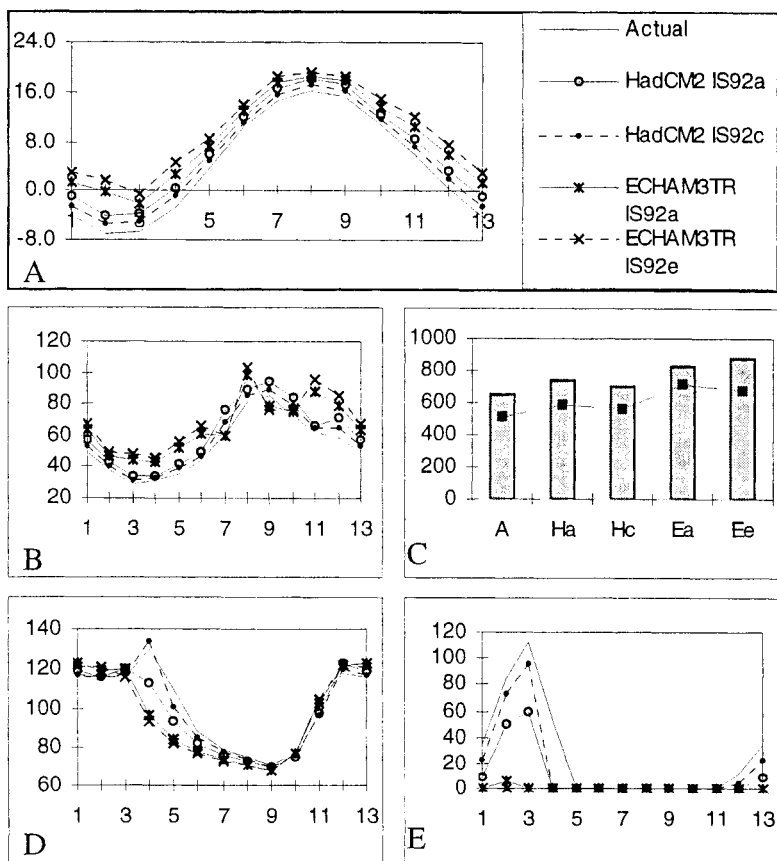 24.0
16.0
8.0
0.0
-8.0
1
3
5
7
9
11
13
A
Actual
HadCM2 IS92a
HadCM2 IS92c
ECHAM3TR
IS92a
ECHAM3TR
IS92e
120
100
80
60
40
20
1 3 5 7 9 11 13
B
1000
800
600
400
200
0
A Ha Hc Ea Ee
C
140
120
100
80
60
1 3 5 7 9 11 13
D
120
100
80
60
40
20
0
1 3 5 7 9 11 13
E